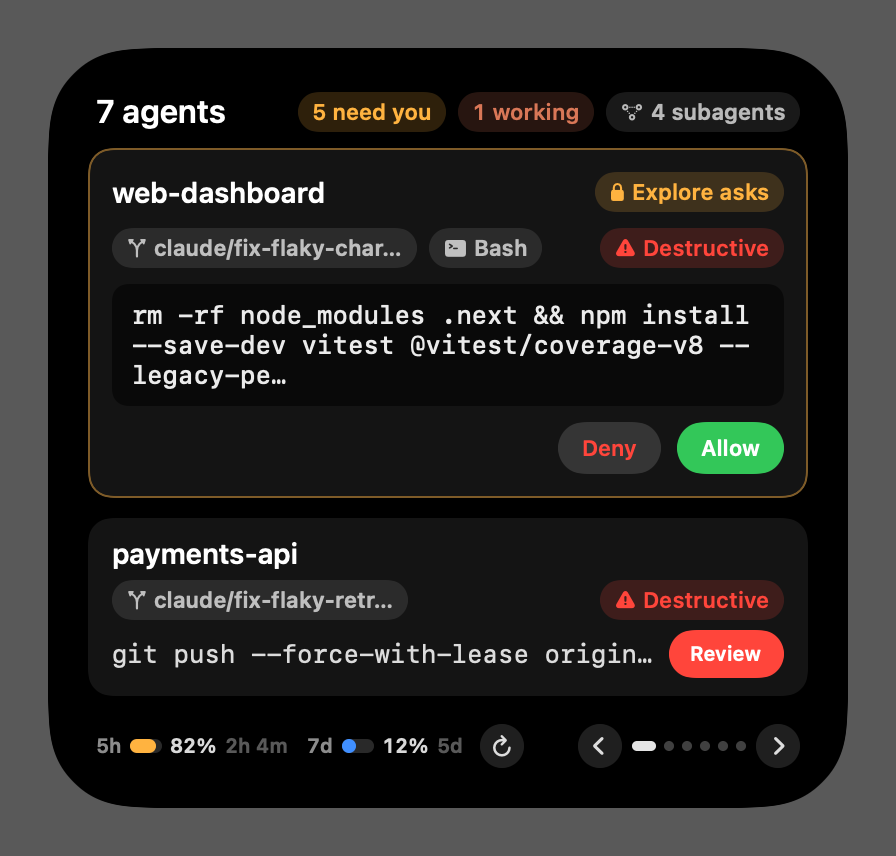 7 agents
5 need you
1 working
4 subagents
web-dashboard
Explore asks
claude/fix-flaky-char...
Bash
Destructive
rm -rf node_modules .next && npm install
--save-dev vitest @vitest/coverage-v8 --
legacy-pe…
Deny
Allow
payments-api
claude/fix-flaky-retr...
Destructive
git push --force-with-lease origin…
Review
5h 82% 2h 4m 7d 12% 5d